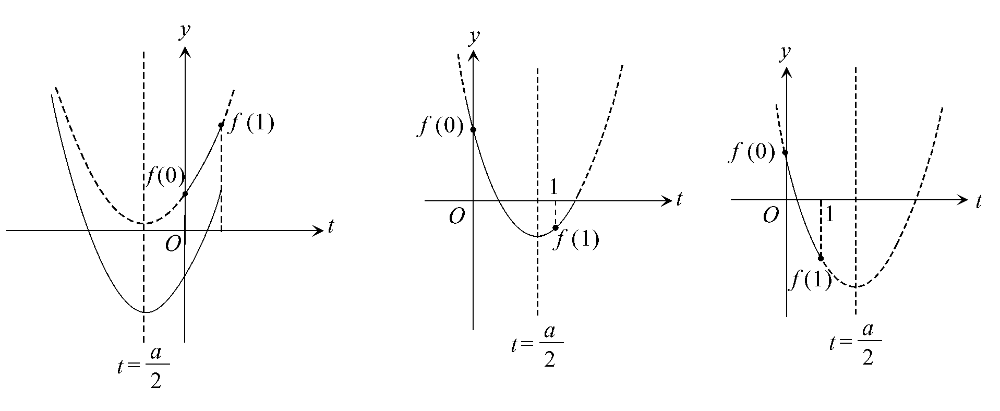 y
f (1)
f(0)
t
O
t = a/2
y
f (0)
1
t
O
f (1)
t = a/2
y
f (0)
t
O
1
f (1)
t = a/2